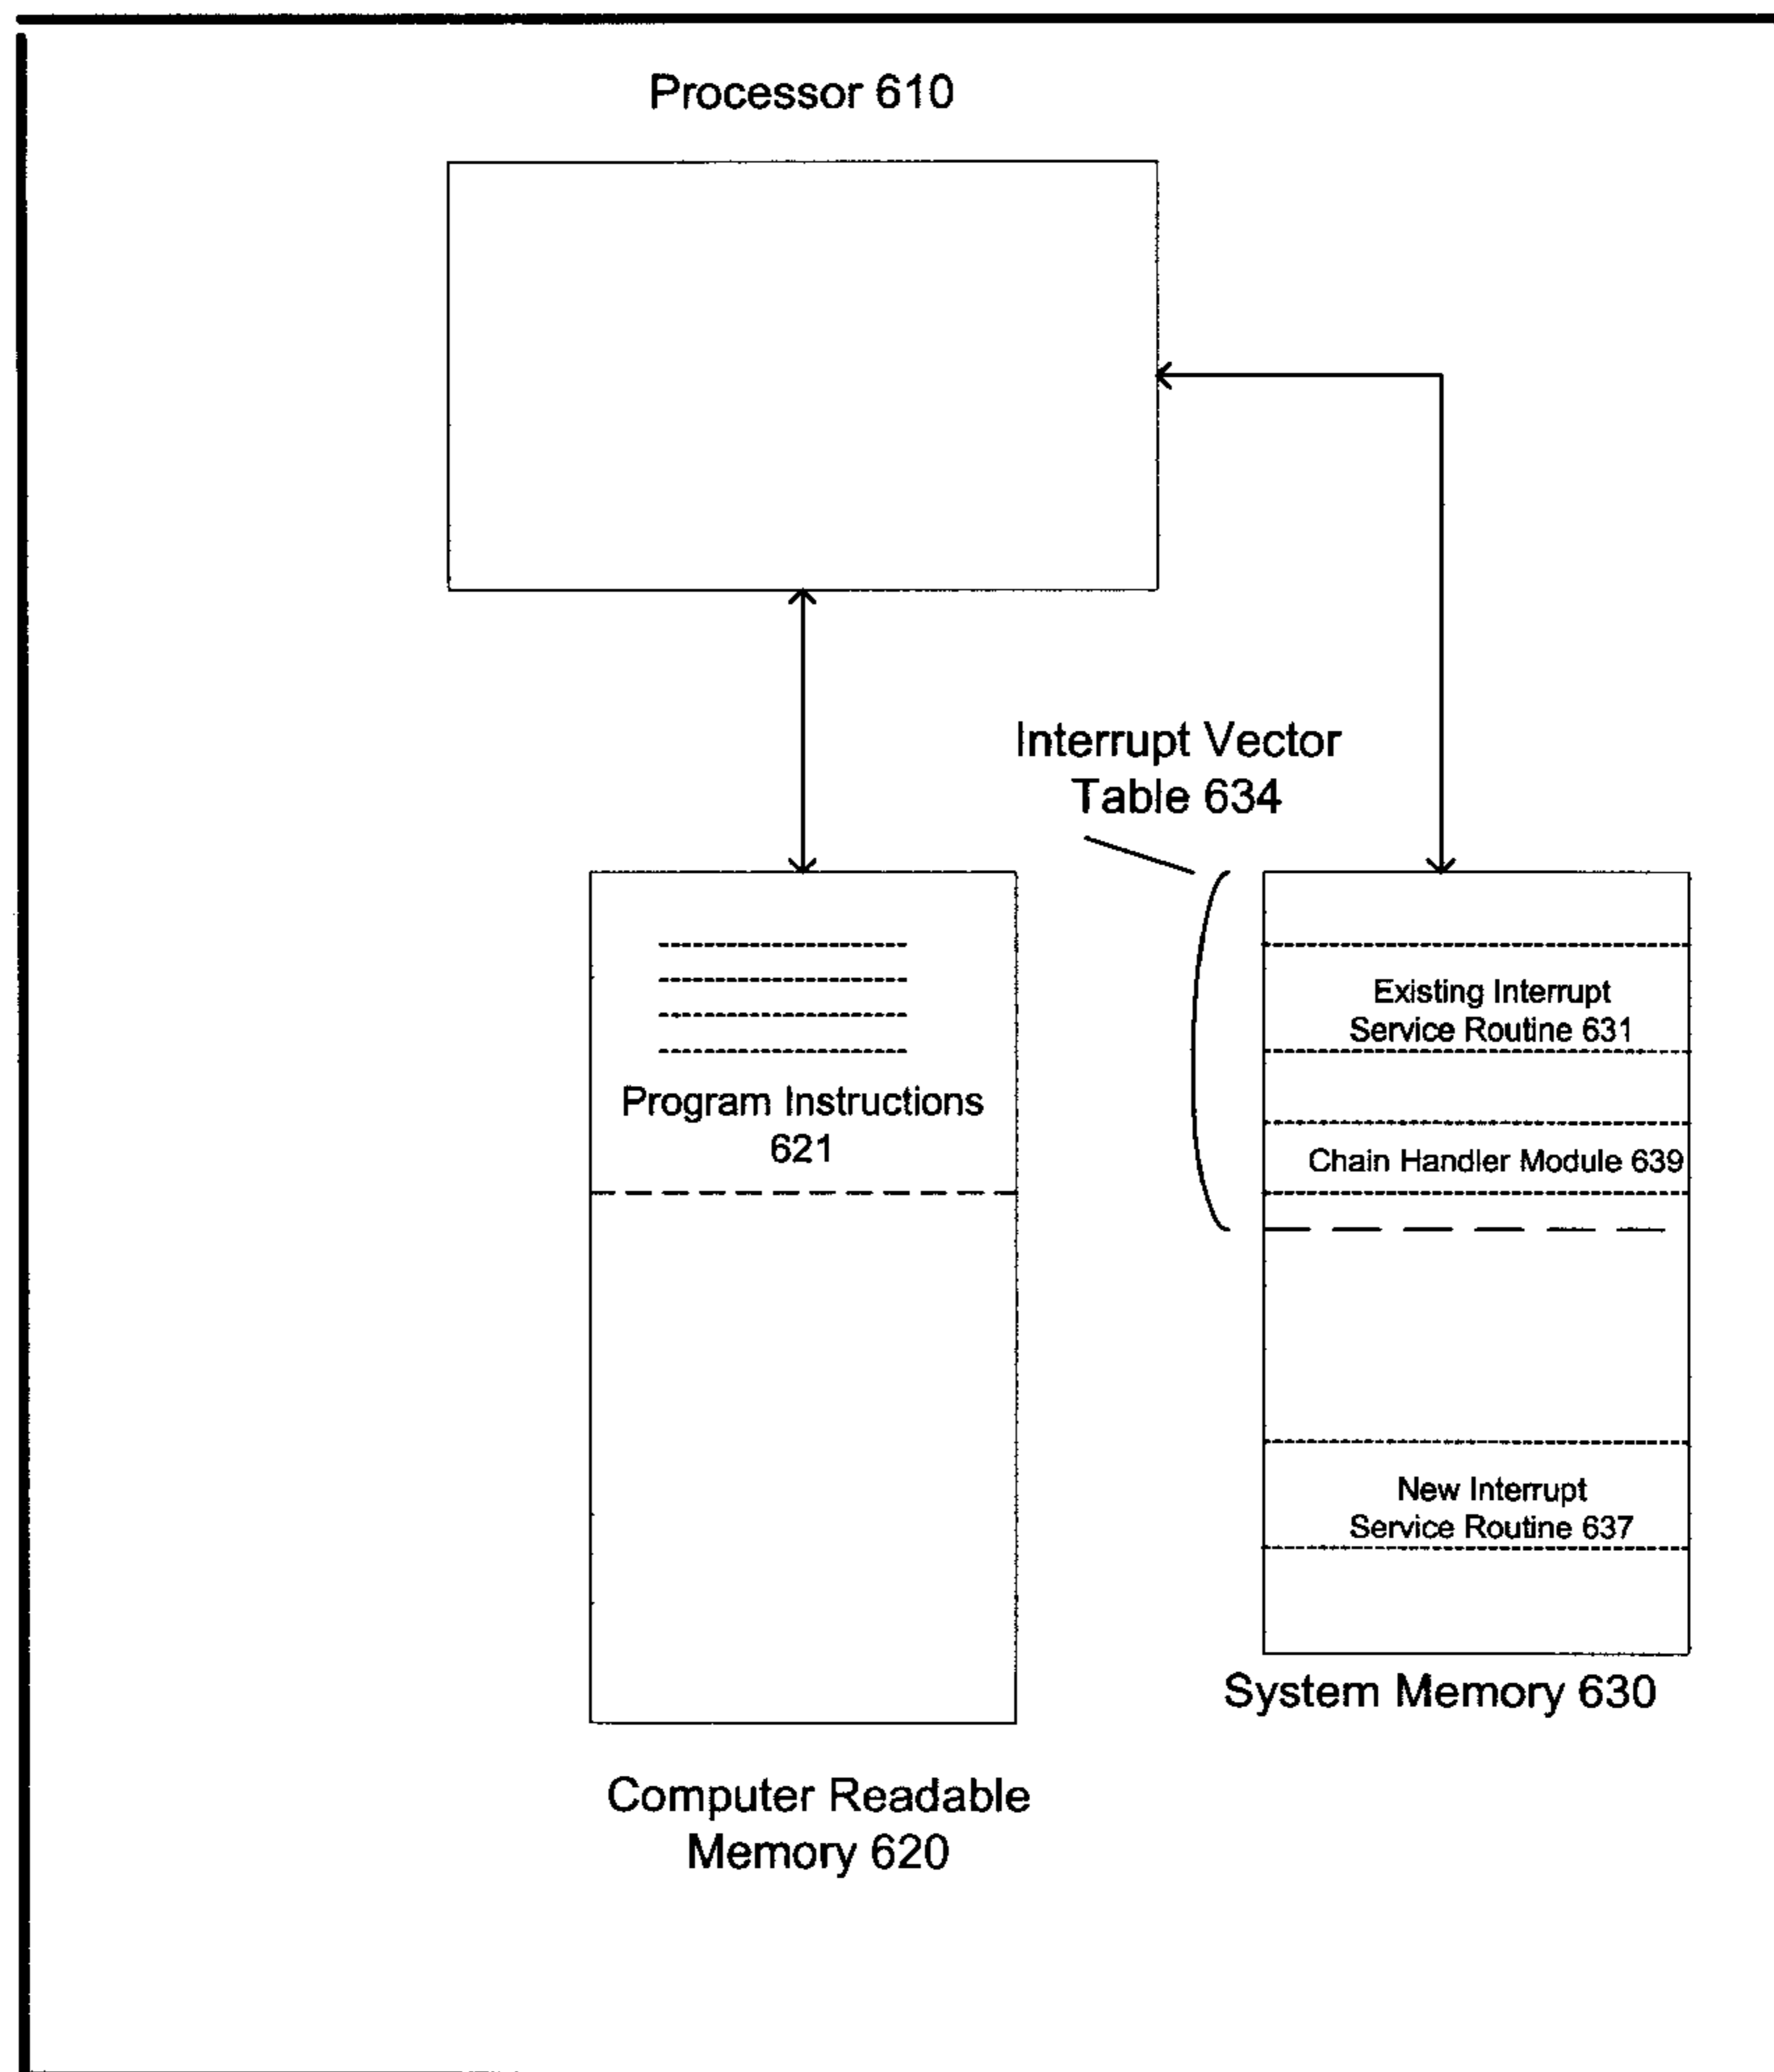 Processor 610
Interrupt Vector
Table 634
Existing Interrupt
Service Routine 631
Program Instructions
621
Chain Handler Module 639
New Interrupt
Service Routine 637
System Memory 630
Computer Readable
Memory 620